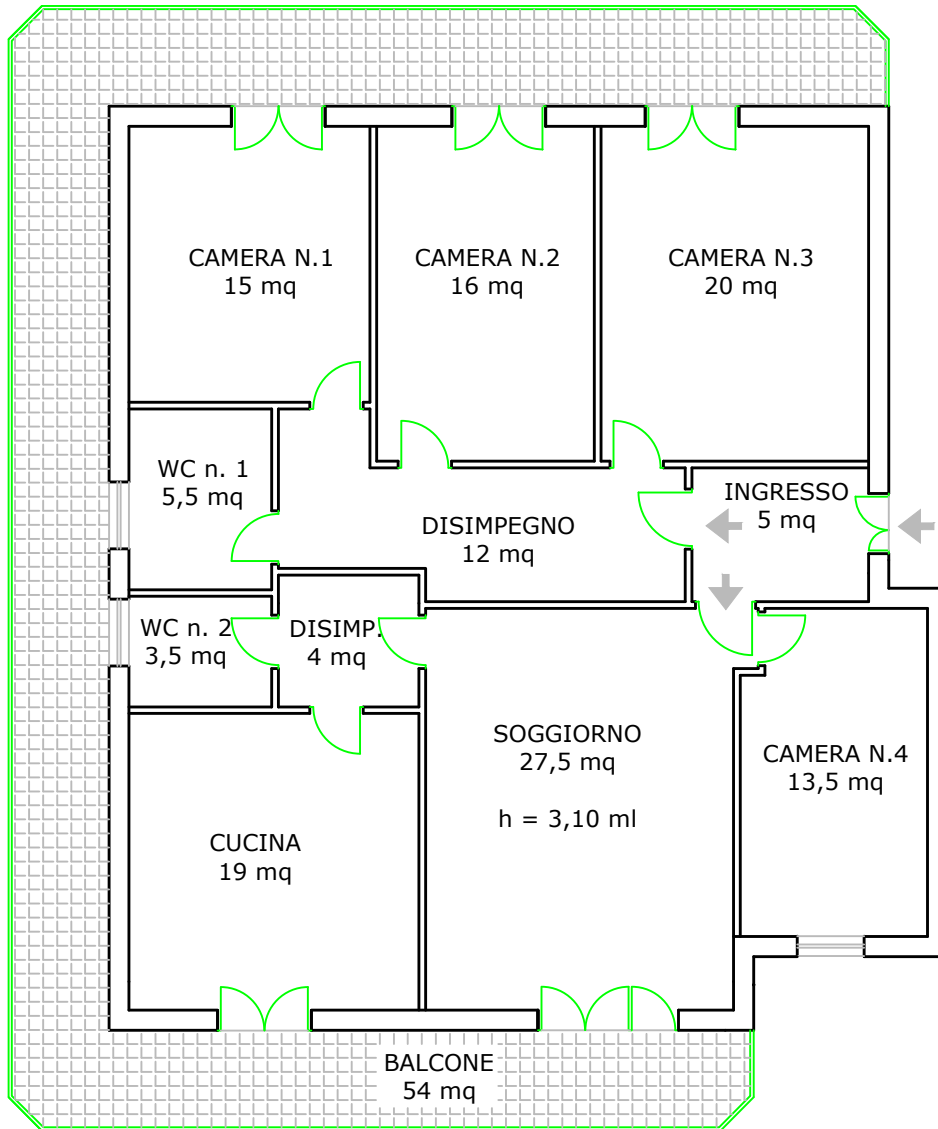 CAMERA N.1
15 mq
CAMERA N.2
16 mq
CAMERA N.3
20 mq
WC n. 1
5,5 mq
DISIMPEGNO
12 mq
INGRESSO
5 mq
WC n. 2
3,5 mq
DISIMP.
4 mq
SOGGIORNO
27,5 mq
h = 3,10 ml
CAMERA N.4
13,5 mq
CUCINA
19 mq
BALCONE
54 mq